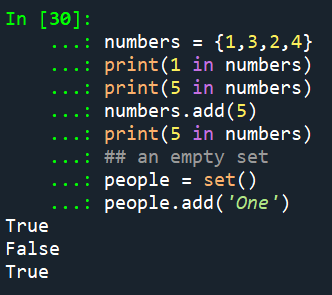 In [30]:
    ...: numbers = {1,3,2,4}
    ...: print(1 in numbers)
    ...: print(5 in numbers)
    ...: numbers.add(5)
    ...: print(5 in numbers)
    ...: ## an empty set
    ...: people = set()
    ...: people.add('One')
True
False
True